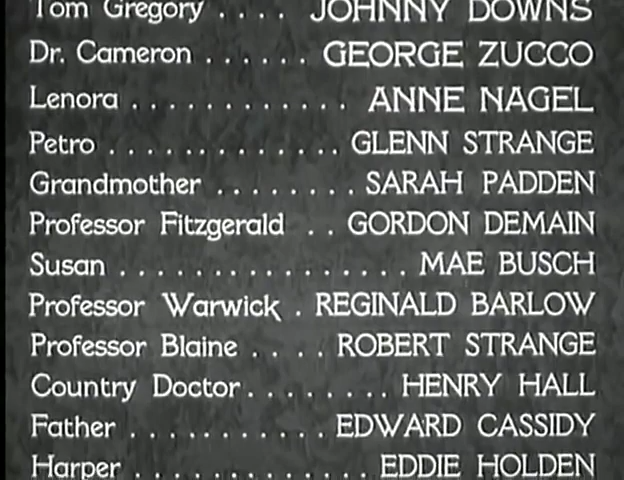 Tom Gregory . . . . JOHNNY DOWNS
Dr. Cameron . . . . . . GEORGE ZUCCO
Lenora . . . . . . . . . . . . ANNE NAGEL
Petro . . . . . . . . . . . . . GLENN STRANGE
Grandmother . . . . . . . . SARAH PADDEN
Professor Fitzgerald . . GORDON DEMAIN
Susan . . . . . . . . . . . . . . . . MAE BUSCH
Professor Warwick . REGINALD BARLOW
Professor Blaine . . . . ROBERT STRANGE
Country Doctor . . . . . . . . HENRY HALL
Father . . . . . . . . . . . EDWARD CASSIDY
Harper . . . . . . . . . . . . . EDDIE HOLDEN